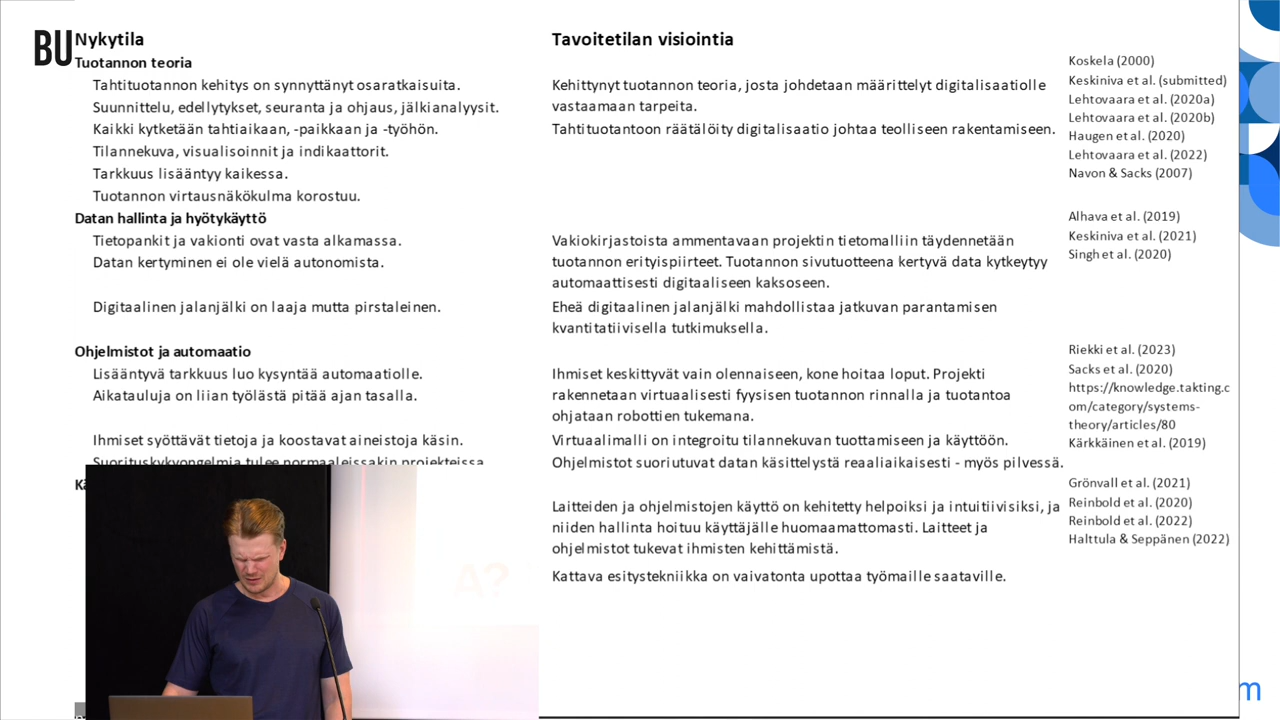 BU
Nykytila
Tuotannon teoria
Tahtituotannon kehitys on synnyttänyt osaratkaisuita.
Suunnittelu, edellytykset, seuranta ja ohjaus, jälkianalyysit.
Kaikki kytketään tahtiaikaan, -paikkaan ja -työhön.
Tilannekuva, visualisoinnit ja indikaattorit.
Tarkkuus lisääntyy kaikessa.
Tuotannon virtausnäkökulma korostuu.
Datan hallinta ja hyötykäyttö
Tietopankit ja vakionti ovat vasta alkamassa.
Datan kertyminen ei ole vielä autonomista.
Digitaalinen jalanjälki on laaja mutta pirstaleinen.
Ohjelmistot ja automaatio
Lisääntyvä tarkkuus luo kysyntää automaatiolle.
Aikatauluja on liian työlästä pitää ajan tasalla.
Ihmiset syöttävät tietoja ja koostavat aineistoja käsin.
Suorituskykyongelmia tulee normaaleissakin projekteissa.
Tavoitetilan visiointia
Kehittynyt tuotannon teoria, josta johdetaan määrittelyt digitalisaatiolle
vastaamaan tarpeita.
Tahtituotantoon räätälöity digitalisaatio johtaa teolliseen rakentamiseen.
Vakiokirjastoista ammentavaan projektin tietomalliin täydennetään
tuotannon erityispiirteet. Tuotannon sivutuotteena kertyvä data kytkeytyy
automaattisesti digitaaliseen kaksoseen.
Eheä digitaalinen jalanjälki mahdollistaa jatkuvan parantamisen
kvantitatiivisella tutkimuksella.
Ihmiset keskittyvät vain olennaiseen, kone hoitaa loput. Projekti
rakennetaan virtuaalisesti fyysisen tuotannon rinnalla ja tuotantoa
ohjataan robottien tukemana.
Virtuaalimalli on integroitu tilannekuvan tuottamiseen ja käyttöön.
Ohjelmistot suoriutuvat datan käsittelystä reaaliaikaisesti - myös pilvessä.
Laitteiden ja ohjelmistojen käyttö on kehitetty helpoiksi ja intuitiivisiksi, ja
niiden hallinta hoituu käyttäjälle huomaamattomasti. Laitteet ja
ohjelmistot tukevat ihmisten kehittämistä.
Kattava esitystekniikka on vaivatonta upottaa työmaille saataville.
Koskela (2000)
Keskiniva et al. (submitted)
Lehtovaara et al. (2020a)
Lehtovaara et al. (2020b)
Haugen et al. (2020)
Lehtovaara et al. (2022)
Navon & Sacks (2007)
Alhava et al. (2019)
Keskiniva et al. (2021)
Singh et al. (2020)
Riekki et al. (2023)
Sacks et al. (2020)
https://knowledge.takting.c
om/category/systems-
theory/articles/80
Kärkkäinen et al. (2019)
Grönvall et al. (2021)
Reinbold et al. (2020)
Reinbold et al. (2022)
Halttula & Seppänen (2022)
A?
m